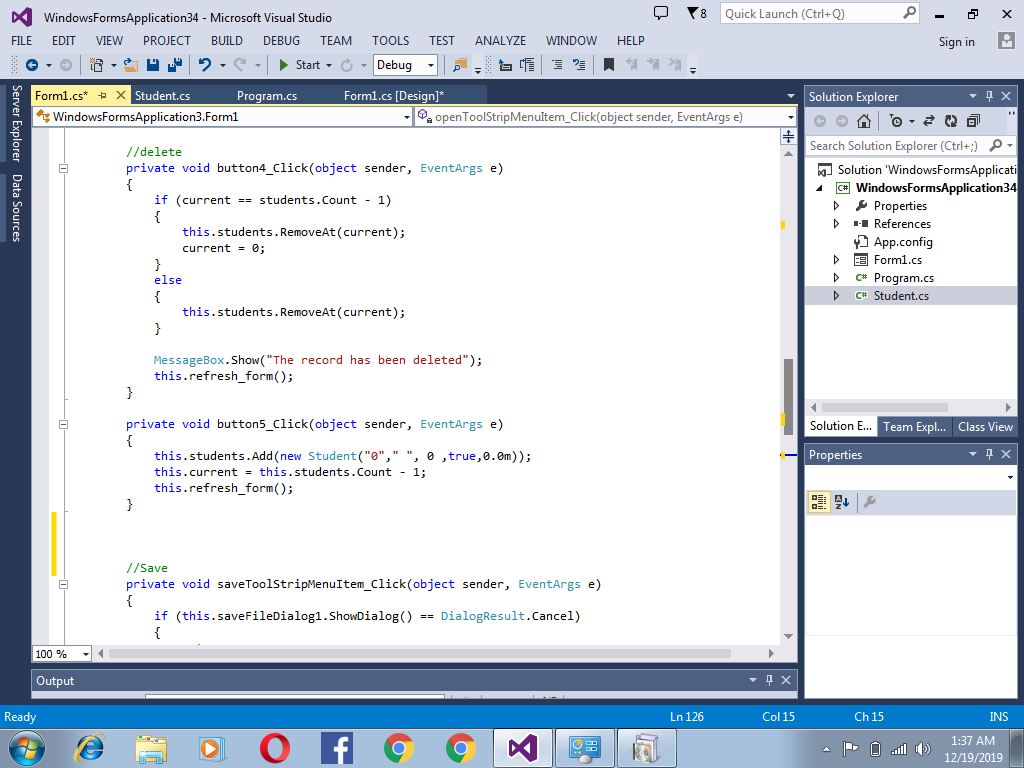 WindowsFormsApplication34 - Microsoft Visual Studio
8
Quick Launch (Ctrl+Q)
FILE EDIT VIEW PROJECT BUILD DEBUG TEAM TOOLS TEST ANALYZE WINDOW HELP
Sign in
Start
Debug
Server Explorer
Data Sources
Form1.cs* Student.cs Program.cs Form1.cs [Design]*
WindowsFormsApplication3.Form1
openToolStripMenuItem_Click(object sender, EventArgs e)
//delete
private void button4_Click(object sender, EventArgs e)
{
if (current == students.Count - 1)
{
this.students.RemoveAt(current);
current = 0;
}
else
{
this.students.RemoveAt(current);
}
MessageBox.Show("The record has been deleted");
this.refresh_form();
}
private void button5_Click(object sender, EventArgs e)
{
this.students.Add(new Student("0"," ", 0 ,true,0.0m));
this.current = this.students.Count - 1;
this.refresh_form();
}
//Save
private void saveToolStripMenuItem_Click(object sender, EventArgs e)
{
if (this.saveFileDialog1.ShowDialog() == DialogResult.Cancel)
{
100 %
Output
Solution Explorer
Search Solution Explorer (Ctrl+;)
Solution 'WindowsFormsApplicati
C# WindowsFormsApplication34
Properties
References
App.config
Form1.cs
C# Program.cs
C# Student.cs
Solution E... Team Expl... Class View
Properties
Ready
Ln 126
Col 15
Ch 15
INS
1:37 AM
12/19/2019